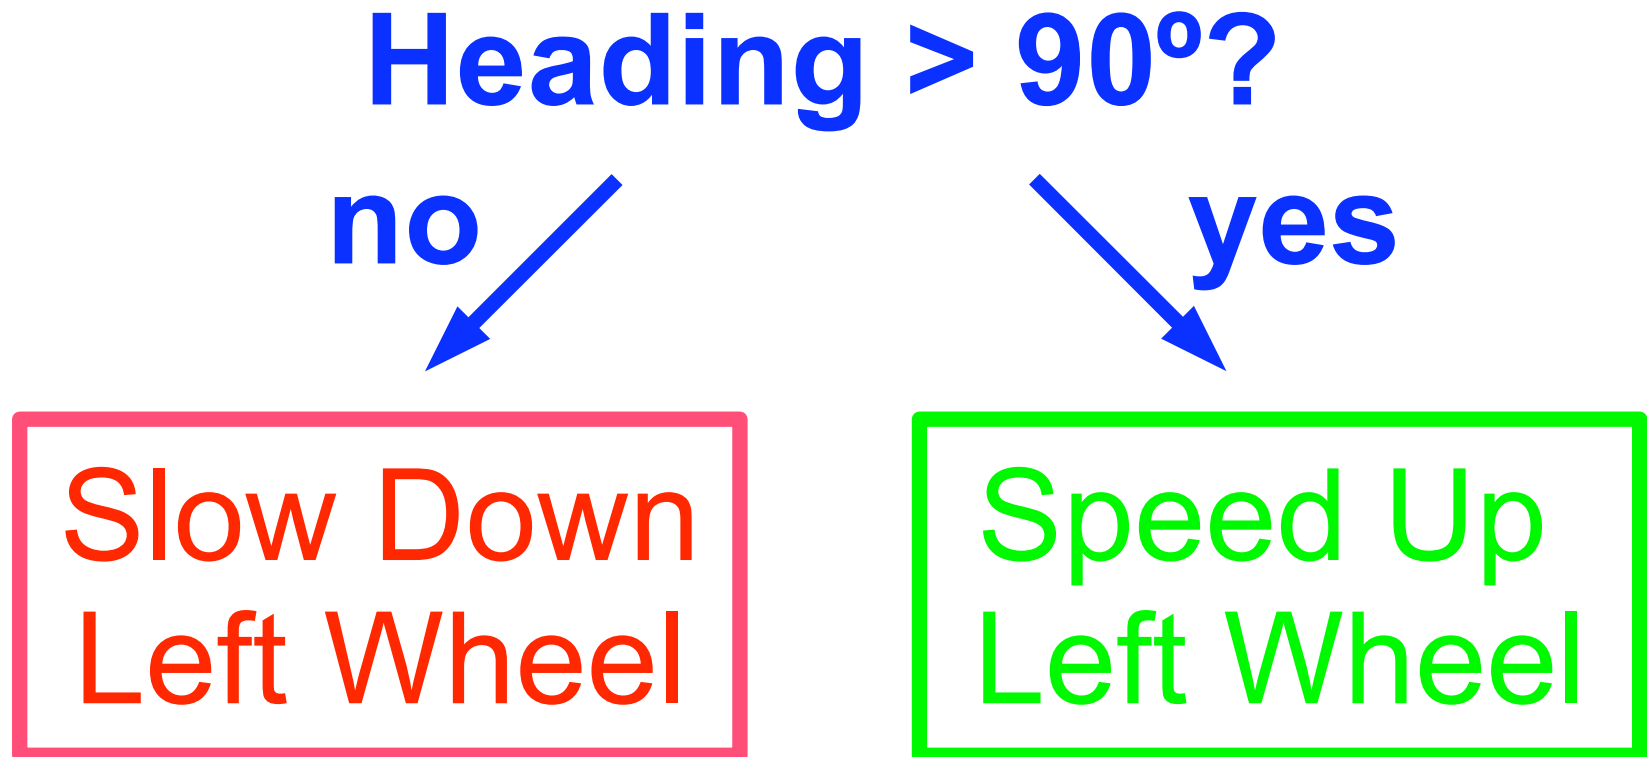 Heading > 90º?
no
yes
Slow Down
Left Wheel
Speed Up
Left Wheel